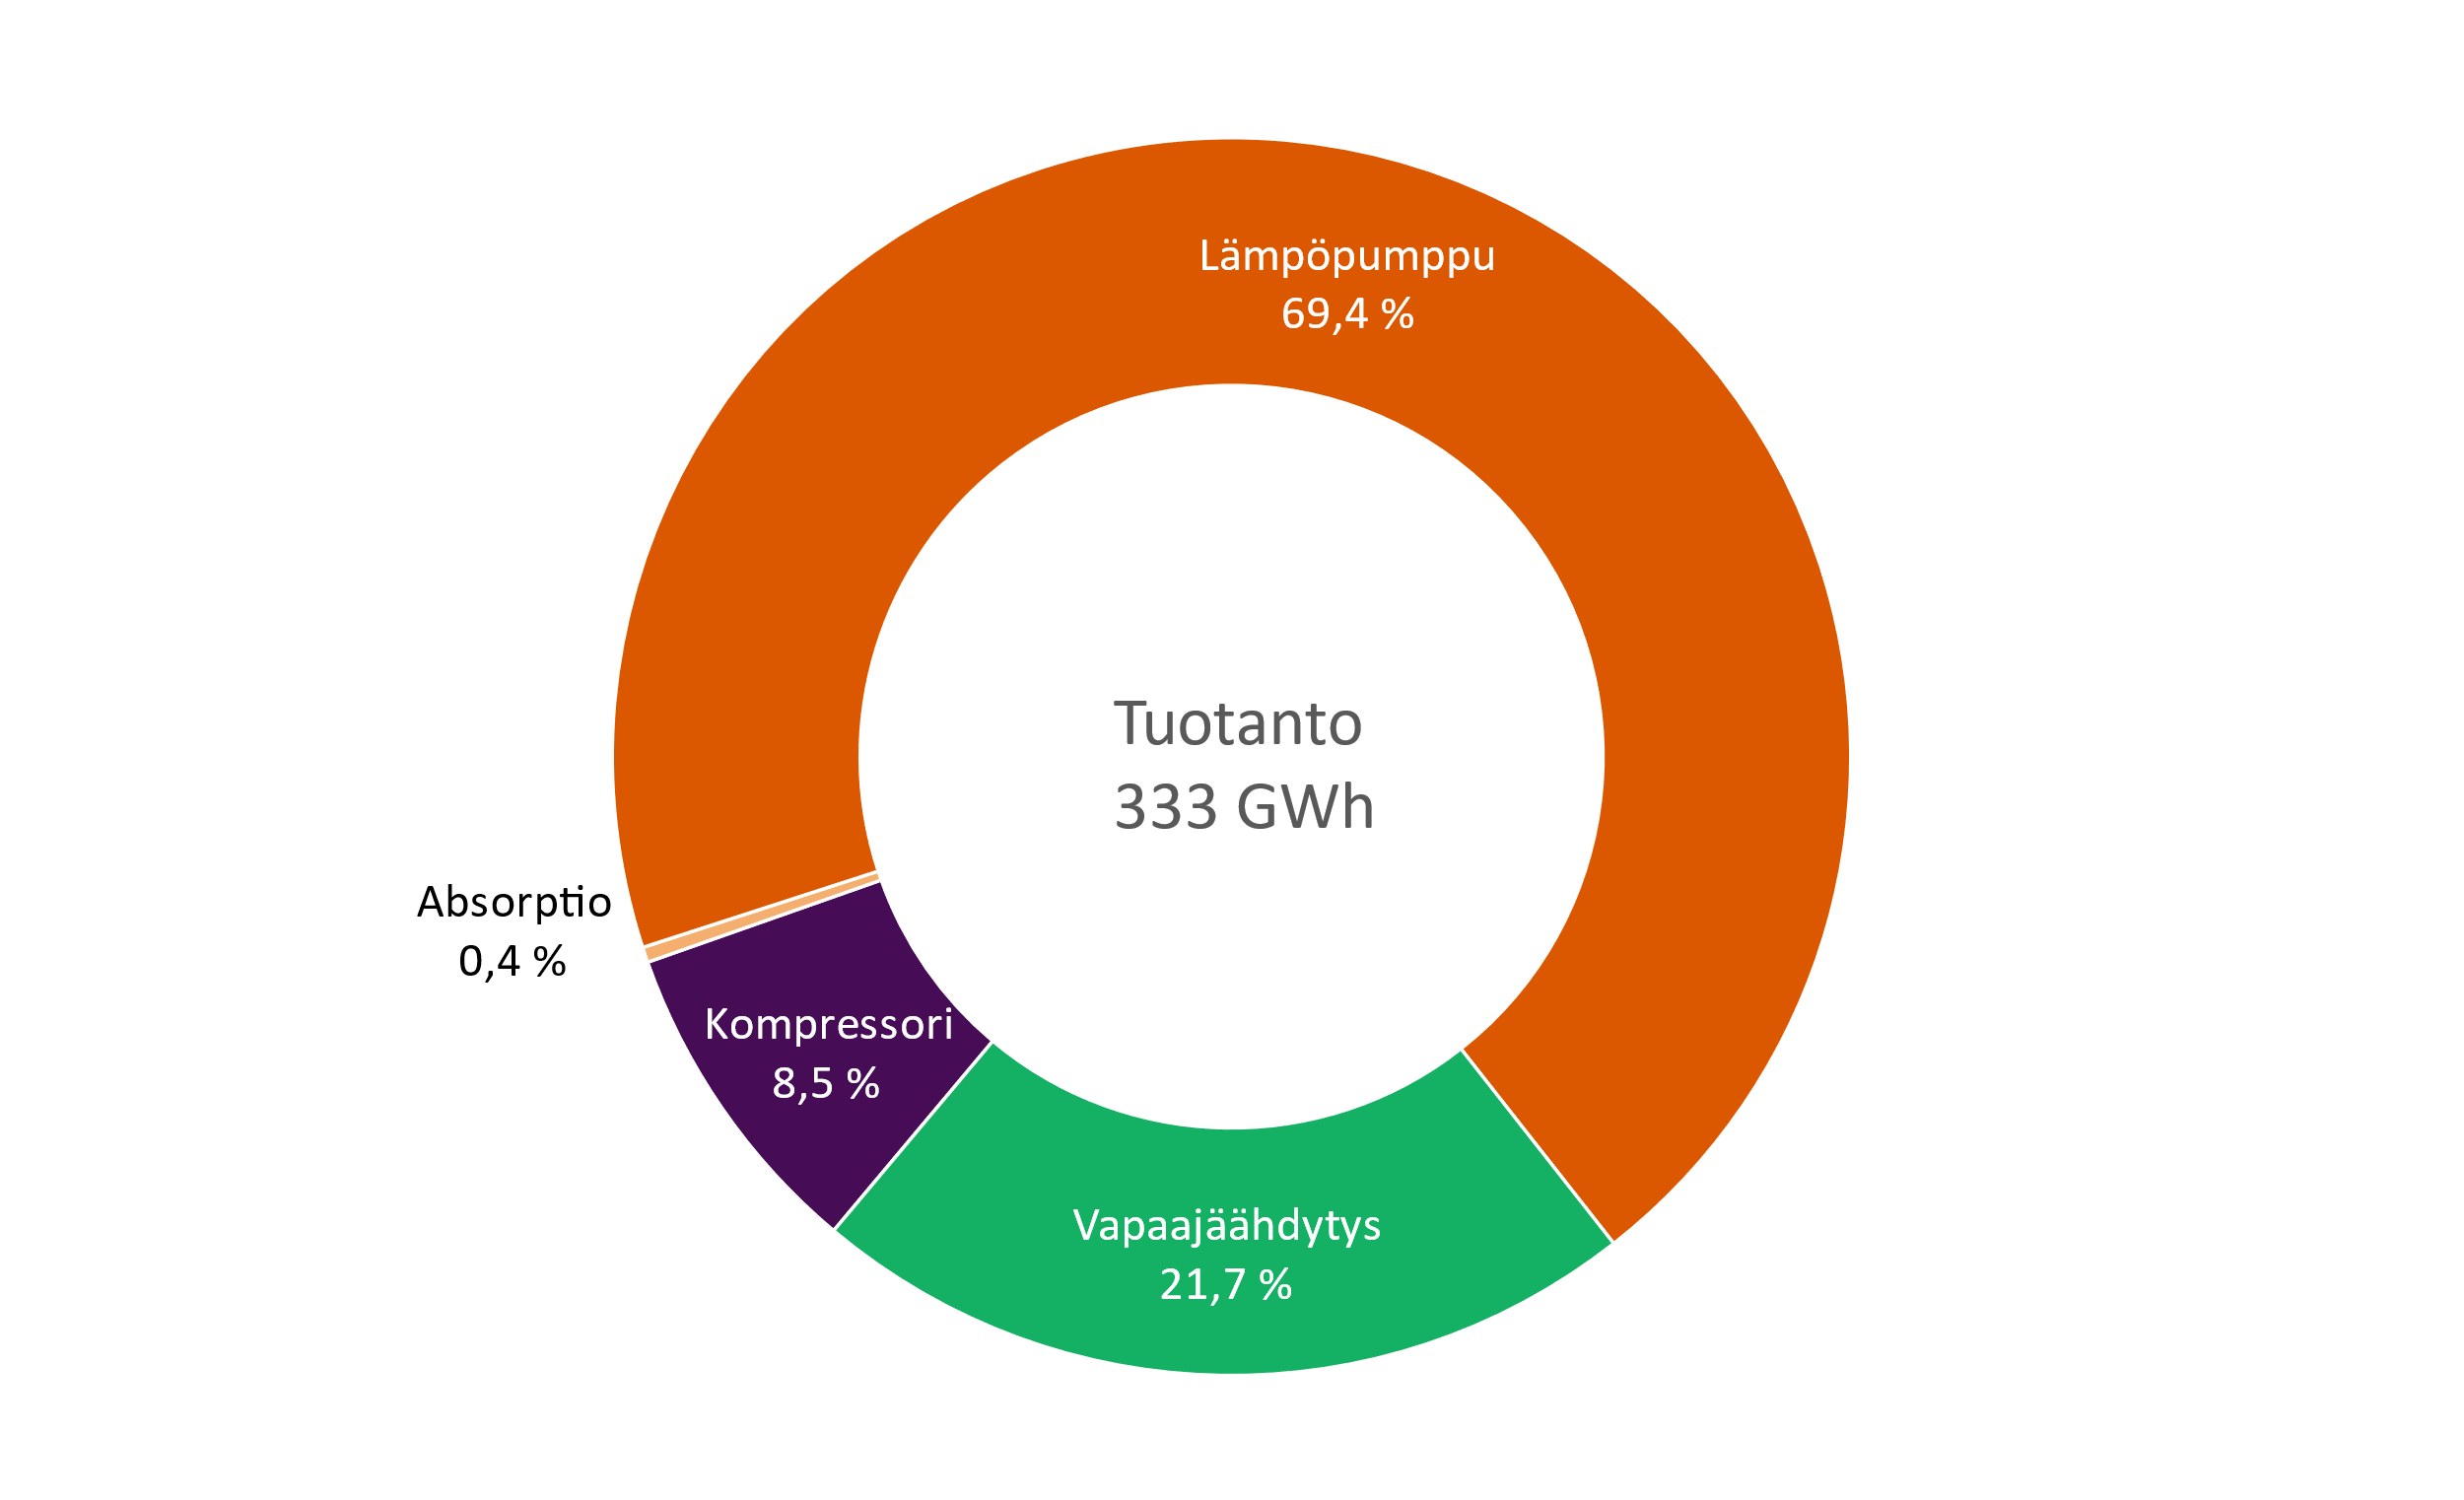 Lämpöpumppu
69,4 %
Tuotanto
333 GWh
Absorptio
0,4 %
Kompressori
8,5 %
Vapaajäähdytys
21,7 %